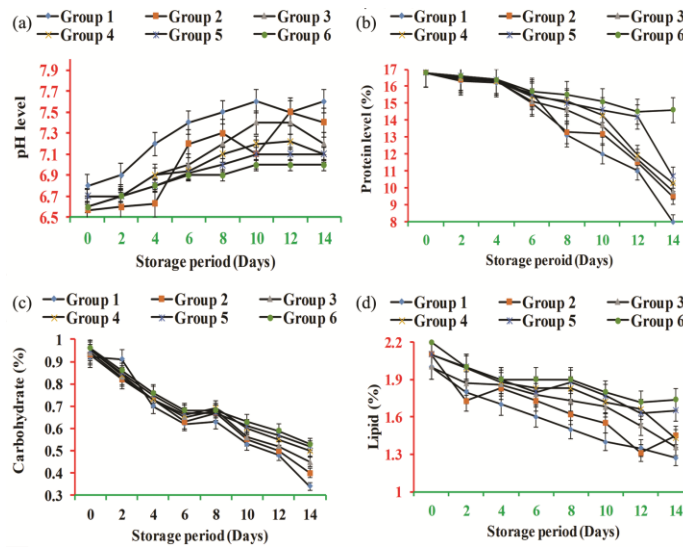 (a) Group 1 Group 2 Group 3
Group 4 Group 5 Group 6
7.9
7.7
7.5
7.3
7.1
6.9
6.7
6.5
pH level
0 2 4 6 8 10 12 14
Storage period (Days)
(b) Group 1 Group 2 Group 3
Group 4 Group 5 Group 6
17
16
15
14
13
12
11
10
9
8
Protein level (%)
0 2 4 6 8 10 12 14
Storage peroid (Days)
(c) Group 1 Group 2 Group 3
Group 4 Group 5 Group 6
1
0.9
0.8
0.7
0.6
0.5
0.4
0.3
Carbohydrate (%)
0 2 4 6 8 10 12 14
Storage period (Days)
(d) Group 1 Group 2 Group 3
Group 4 Group 5 Group 6
2.2
1.9
1.6
1.3
1
Lipid (%)
0 2 4 6 8 10 12 14
Storage period (Days)